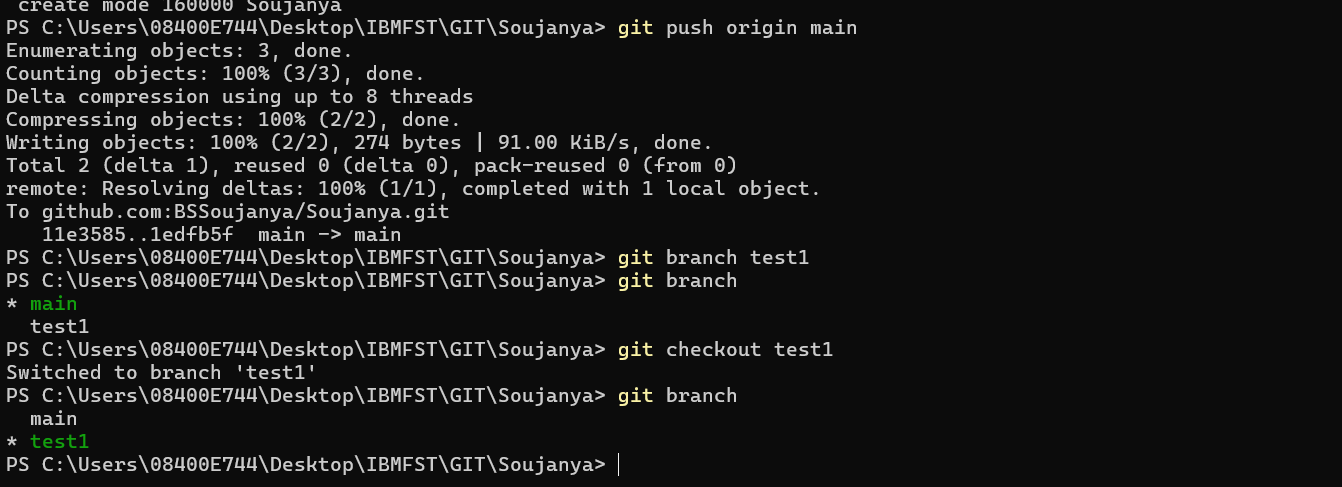 create mode 160000 Soujanya
PS C:\Users\08400E744\Desktop\IBMFST\GIT\Soujanya> git push origin main
Enumerating objects: 3, done.
Counting objects: 100% (3/3), done.
Delta compression using up to 8 threads
Compressing objects: 100% (2/2), done.
Writing objects: 100% (2/2), 274 bytes | 91.00 KiB/s, done.
Total 2 (delta 1), reused 0 (delta 0), pack-reused 0 (from 0)
remote: Resolving deltas: 100% (1/1), completed with 1 local object.
To github.com:BSSoujanya/Soujanya.git
   11e3585..1edfb5f  main -> main
PS C:\Users\08400E744\Desktop\IBMFST\GIT\Soujanya> git branch test1
PS C:\Users\08400E744\Desktop\IBMFST\GIT\Soujanya> git branch
* main
  test1
PS C:\Users\08400E744\Desktop\IBMFST\GIT\Soujanya> git checkout test1
Switched to branch 'test1'
PS C:\Users\08400E744\Desktop\IBMFST\GIT\Soujanya> git branch
  main
* test1
PS C:\Users\08400E744\Desktop\IBMFST\GIT\Soujanya>